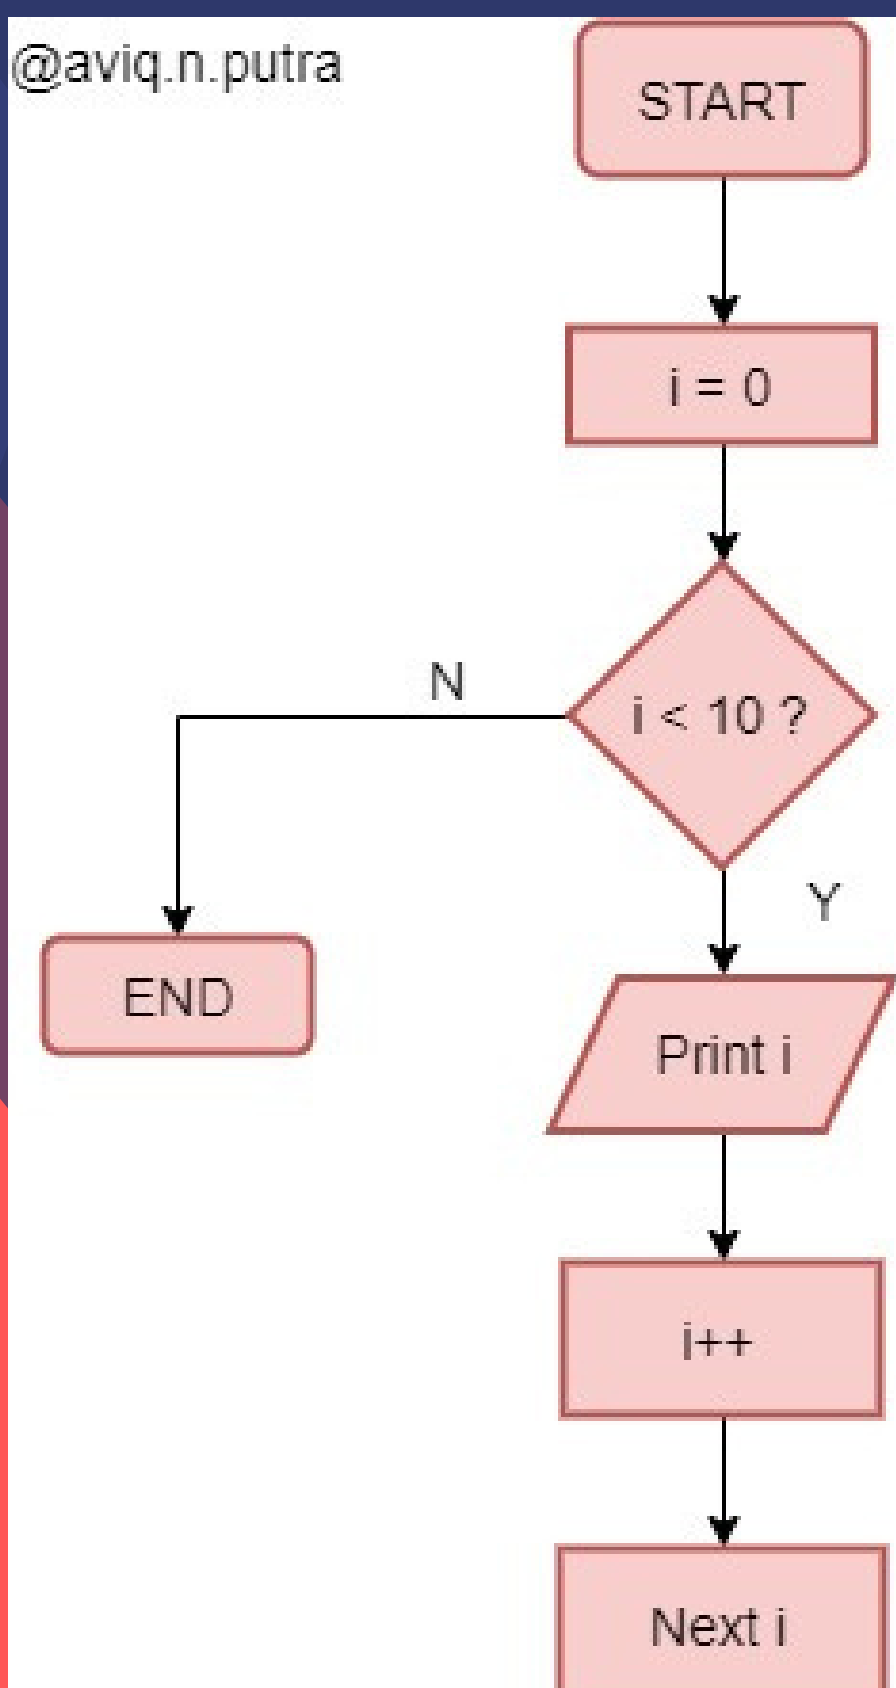 @aviq.n.putra
START
i = 0
i < 10 ?
N
Y
END
Print i
i++
Next i